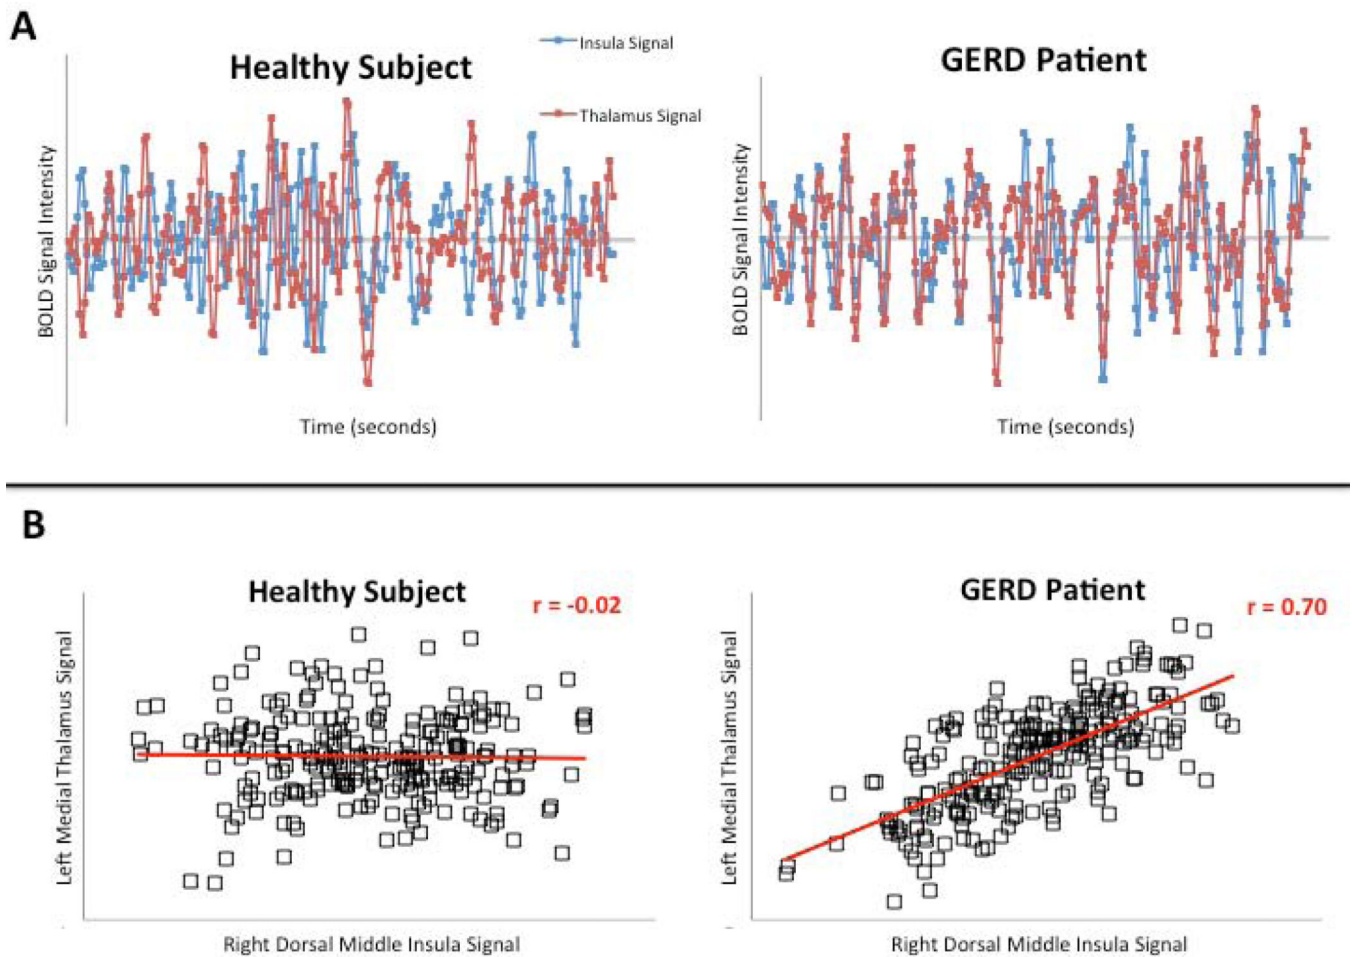 A
Healthy Subject
Insula Signal
Thalamus Signal
GERD Patient
BOLD Signal Intensity
BOLD Signal Intensity
Time (seconds)
Time (seconds)
B
Healthy Subject
r = -0.02
GERD Patient
r = 0.70
Left Medial Thalamus Signal
Left Medial Thalamus Signal
Right Dorsal Middle Insula Signal
Right Dorsal Middle Insula Signal